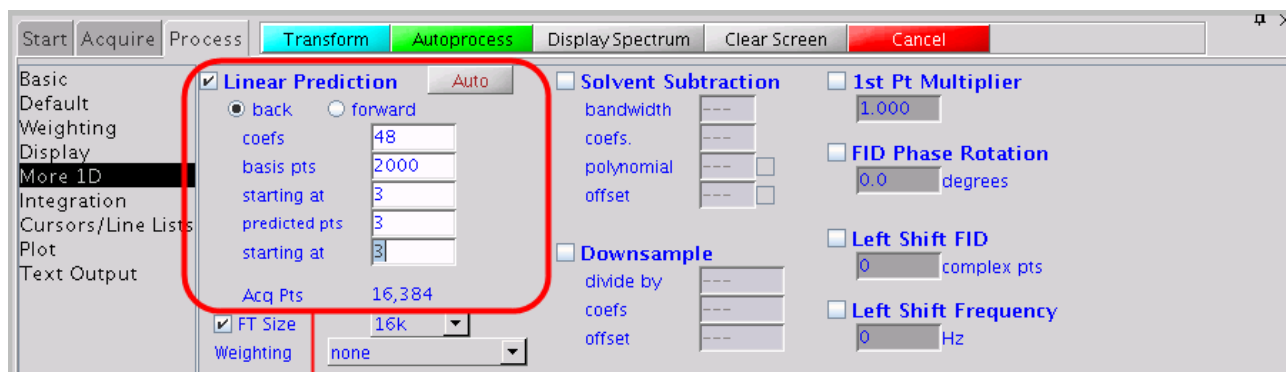 Start Acquire Process Transform Autoprocess Display Spectrum Clear Screen Cancel
Basic
Default
Weighting
Display
More 1D
Integration
Cursors/Line Lists
Plot
Text Output
Linear Prediction Auto
back forward
coefs 48
basis pts 2000
starting at 3
predicted pts 3
starting at 3
Acq Pts 16,384
FT Size 16k
Weighting none
Solvent Subtraction
bandwidth ---
coefs. ---
polynomial ---
offset ---
Downsample
divide by ---
coefs ---
offset ---
1st Pt Multiplier
1.000
FID Phase Rotation
0.0 degrees
Left Shift FID
0 complex pts
Left Shift Frequency
0 Hz